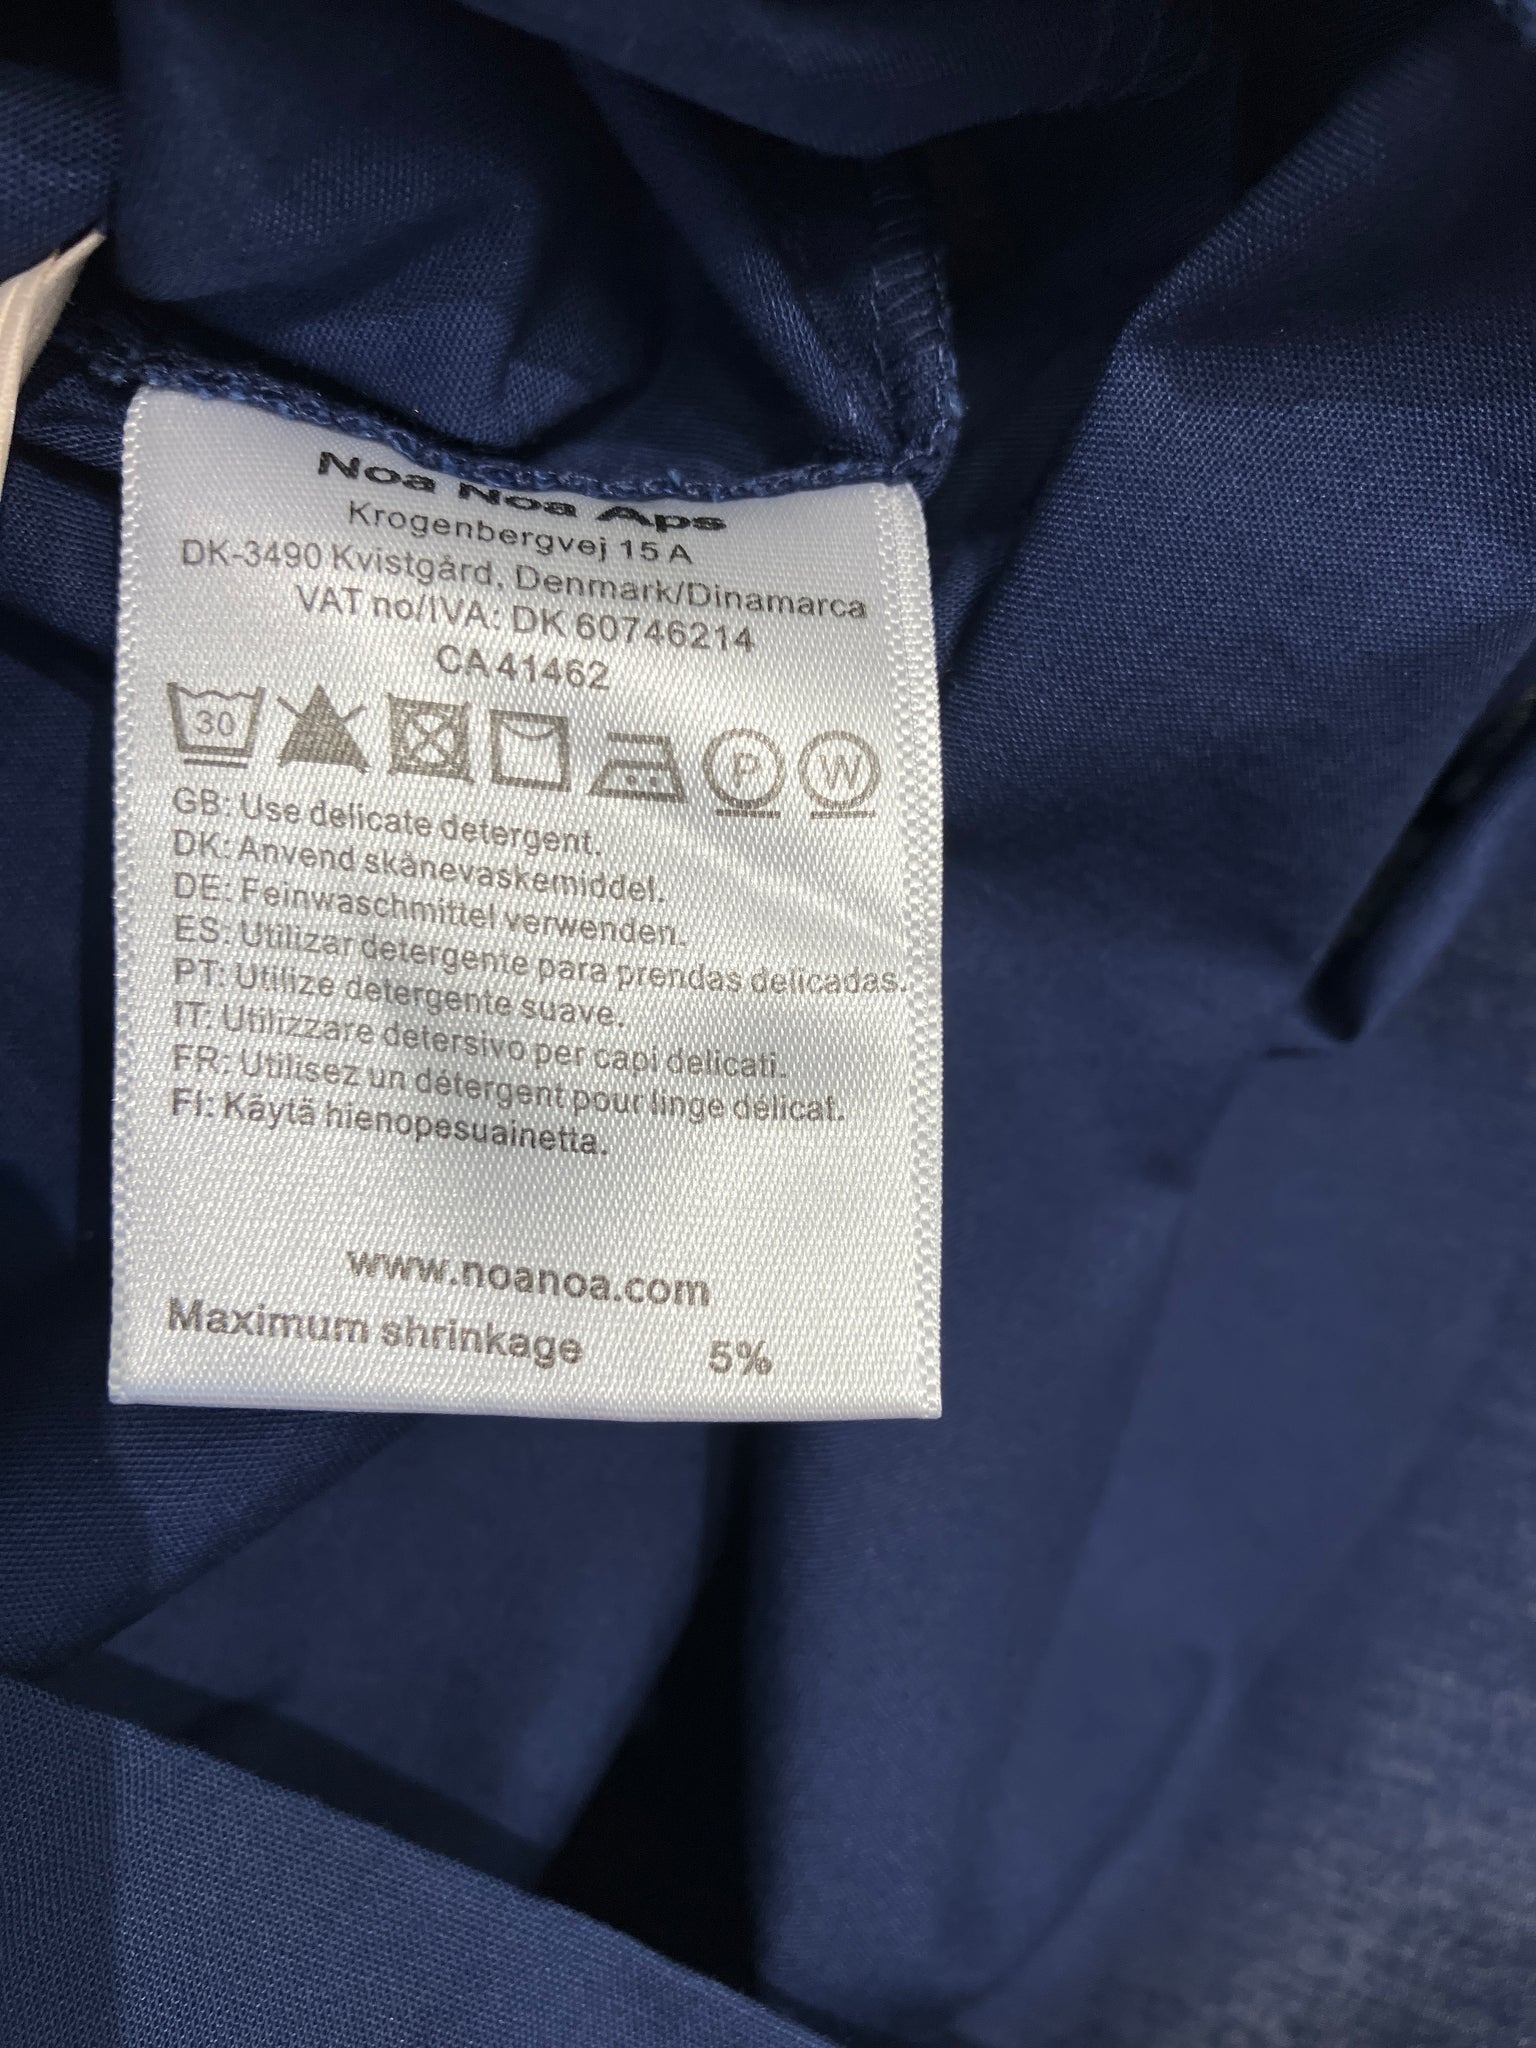 Noa Noa Aps
Krogenbergvej 15 A
DK-3490 Kvistgård, Denmark/Dinamarca
VAT no/IVA: DK 60746214
CA 41462
30 P W
GB: Use delicate detergent.
DK: Anvend skånevaskemiddel.
DE: Feinwaschmittel verwenden.
ES: Utilizar detergente para prendas delicadas.
PT: Utilize detergente suave.
IT: Utilizzare detersivo per capi delicati.
FR: Utilisez un détergent pour linge délicat.
FI: Käytä hienopesuainetta.
www.noanoa.com
Maximum shrinkage 5%